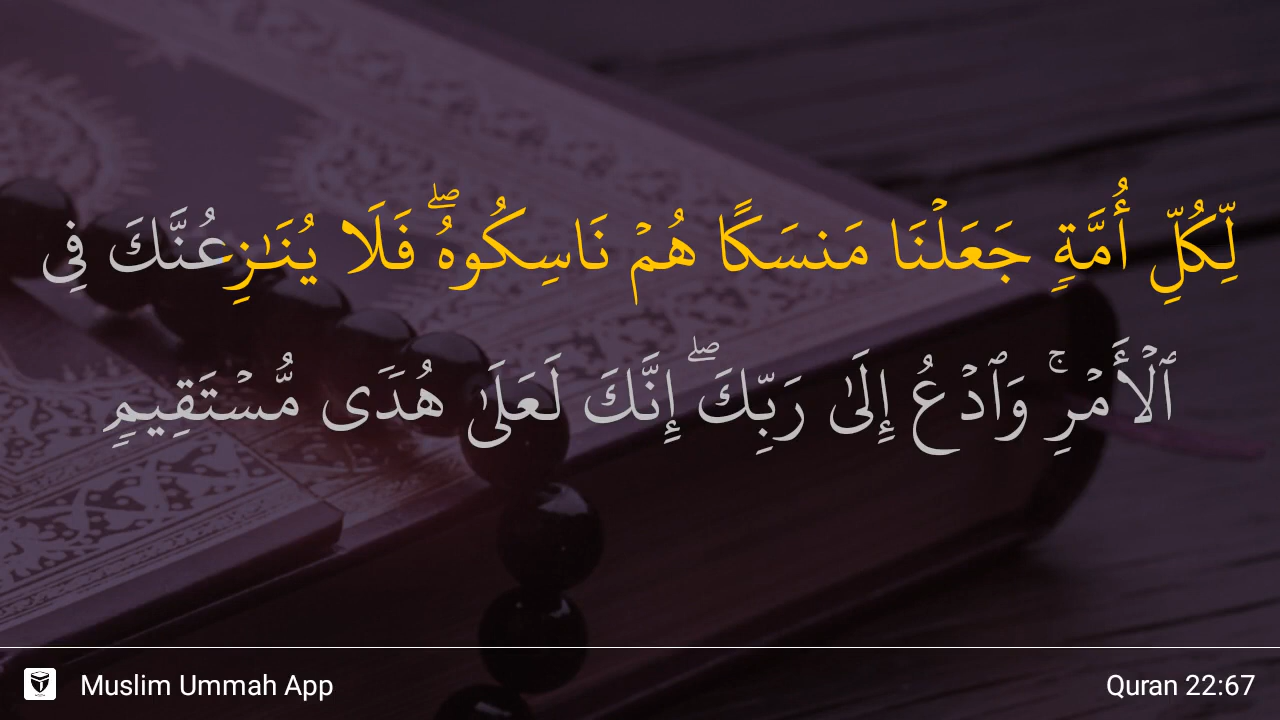 لِّكُلِّ أُمَّةٍ جَعَلْنَا مَنسَكًا هُمْ نَاسِكُوهُ ۖ فَلَا يُنَـٰزِعُنَّكَ فِى
ٱلْأَمْرِ ۚ وَٱدْعُ إِلَىٰ رَبِّكَ ۖ إِنَّكَ لَعَلَىٰ هُدًى مُّسْتَقِيمٍ
Muslim Ummah App
Quran 22:67